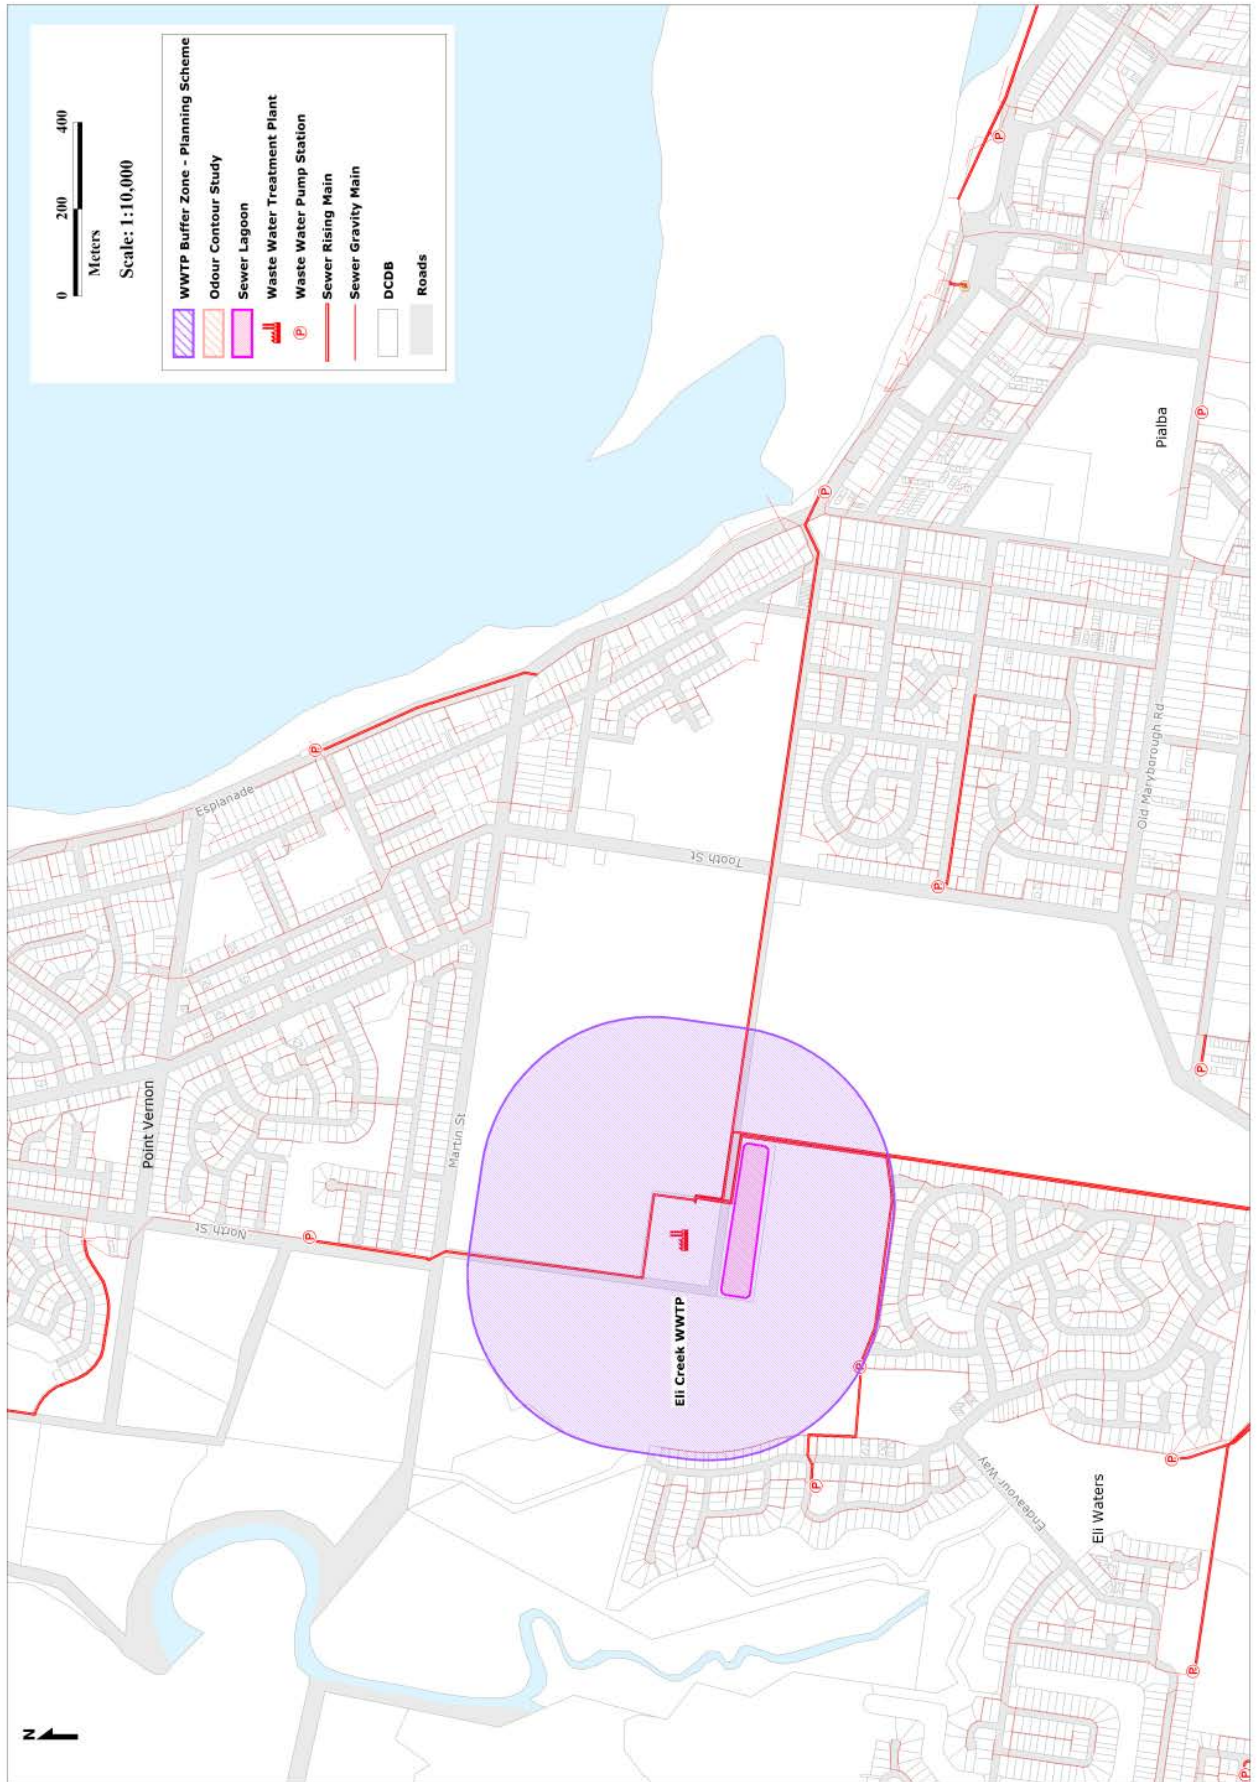 0
200
400
Meters
Scale: 1:10,000
WWTP Buffer Zone - Planning Scheme
Odour Contour Study
Sewer Lagoon
Waste Water Treatment Plant
P
Waste Water Pump Station
Sewer Rising Main
Sewer Gravity Main
DCDB
Roads
N
Point Vernon
Esplanade
North St
Martin St
Tooth St
Eli Creek WWTP
Pialba
Old Maryborough Rd
Endeavour Way
Eli Waters
P
P
P
P
P
P
P
P
P
P
P
P